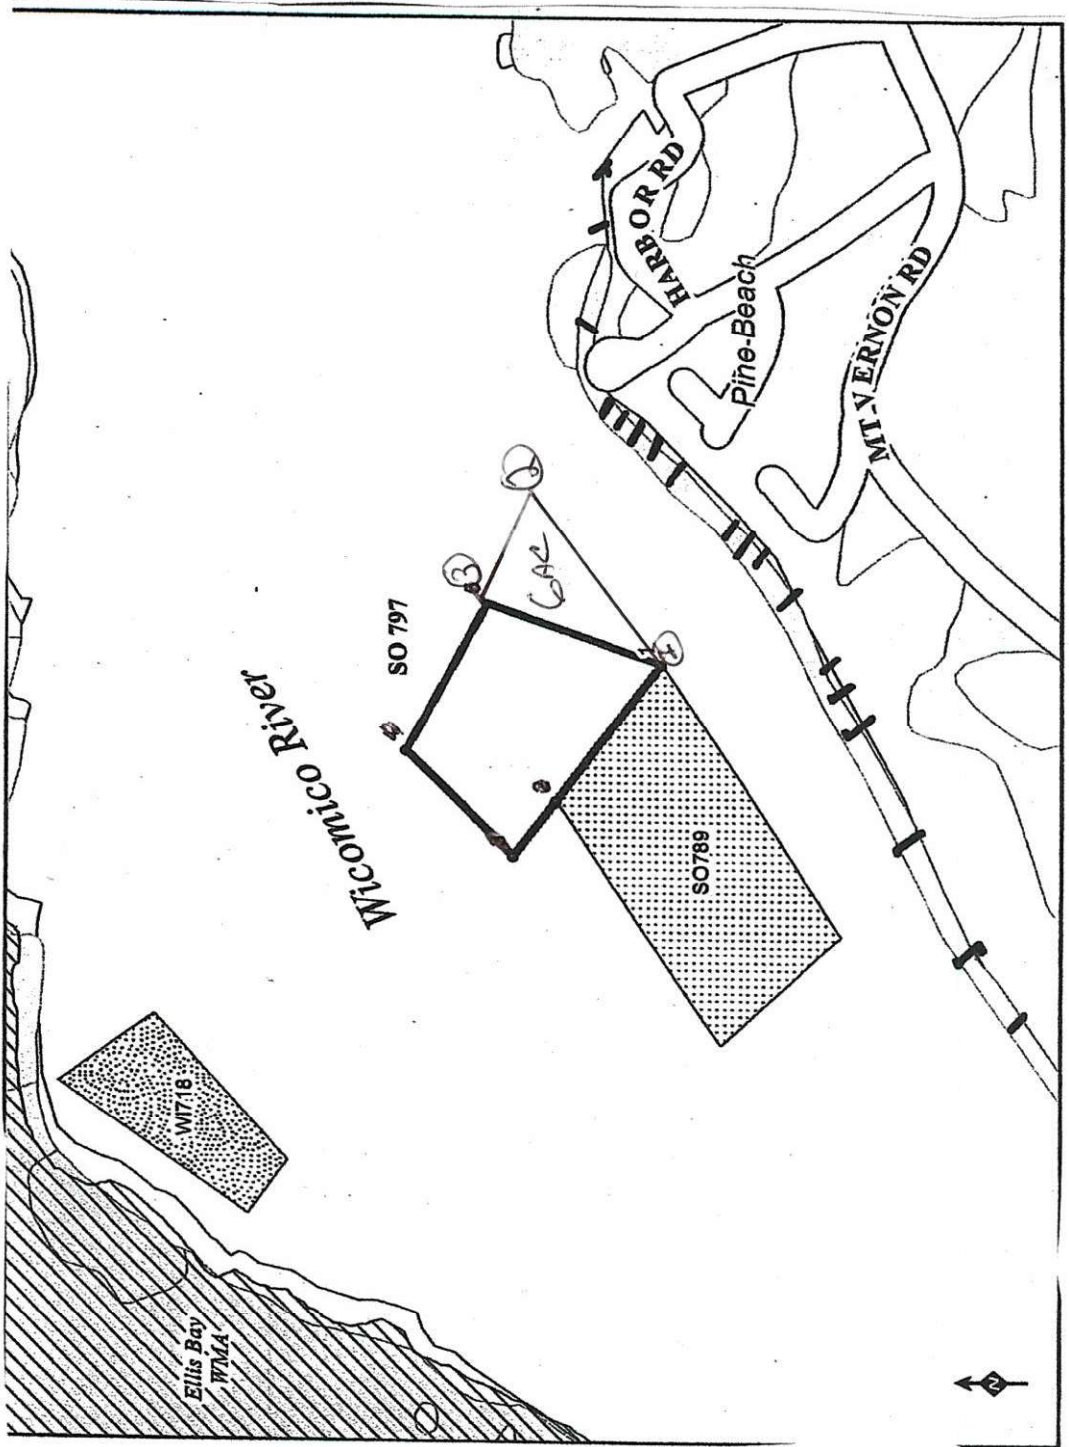 Ellis Bay
WMA
WI718
Wicomico River
SO 797
3
2
6AC
1
SO789
HARBOR RD
Pine-Beach
MT-VERNON RD
N